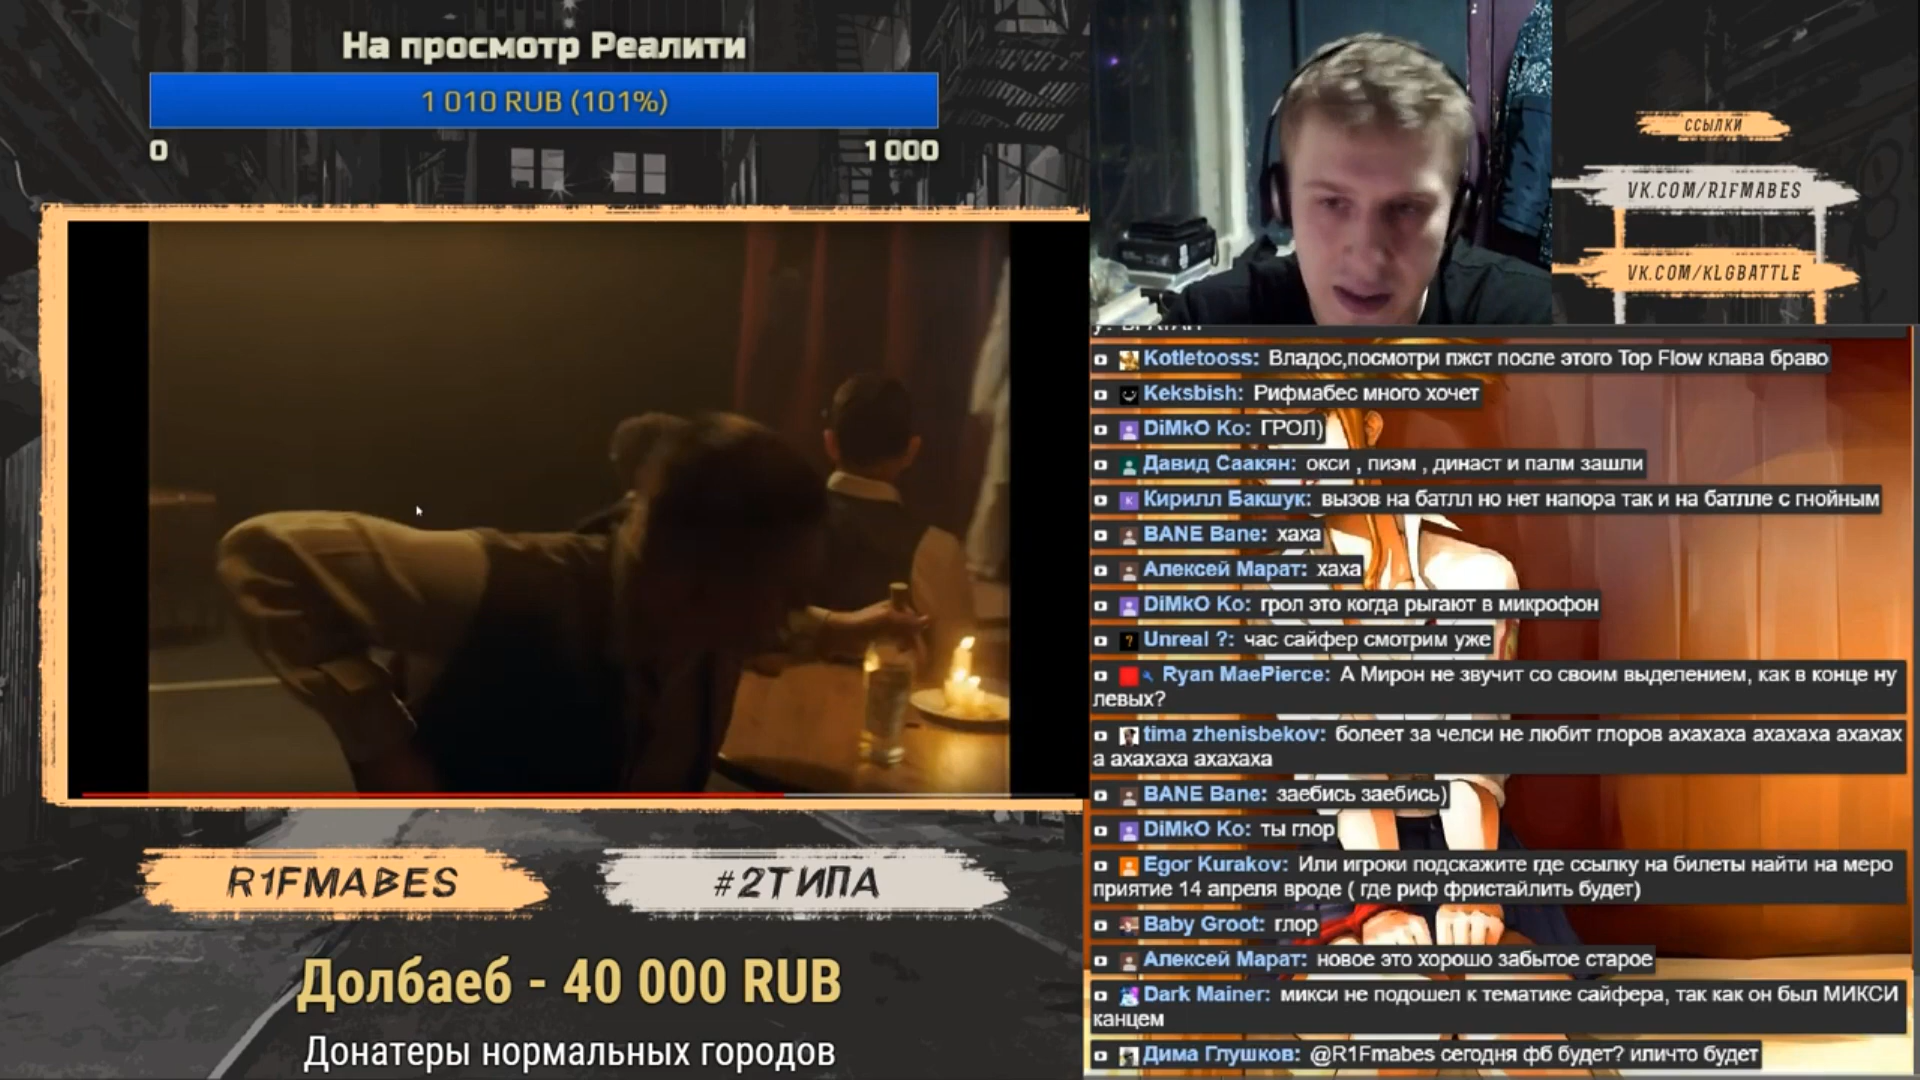 На просмотр Реалити
1 010 RUB (101%)
0
1 000
ССЫЛКИ
VK.COM/R1FMABES
VK.COM/KLGBATTLE
Kotletooss: Владос,посмотри пжст после этого Top Flow клава браво
Keksbish: Рифмабес много хочет
DiMkO Ko: ГРОЛ)
Давид Саакян: окси , пиэм , династ и палм зашли
Кирилл Бакшук: вызов на батлл но нет напора так и на батлле с гнойным
BANE Bane: хаха
Алексей Марат: хаха
DiMkO Ko: грол это когда рыгают в микрофон
Unreal ?: час сайфер смотрим уже
Ryan MaePierce: А Мирон не звучит со своим выделением, как в конце ну
левых?
tima zhenisbekov: болеет за челси не любит глоров ахахаха ахахаха ахахах
а ахахаха ахахаха
BANE Bane: заебись заебись)
DiMkO Ko: ты глор
Egor Kurakov: Или игроки подскажите где ссылку на билеты найти на меро
приятие 14 апреля вроде ( где риф фристайлить будет)
Baby Groot: глор
Алексей Марат: новое это хорошо забытое старое
Dark Mainer: микси не подошел к тематике сайфера, так как он был МИКСИ
канцем
Дима Глушков: @R1Fmabes сегодня фб будет? иличто будет
R1FMABES
#2ТИПА
Долбаеб - 40 000 RUB
Донатеры нормальных городов